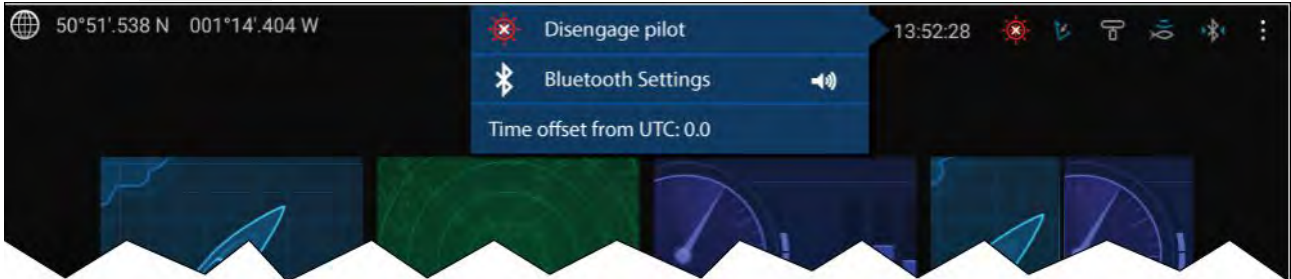 50°51'.538 N 001°14'.404 W
Disengage pilot
13:52:28
Bluetooth Settings
Time offset from UTC: 0.0